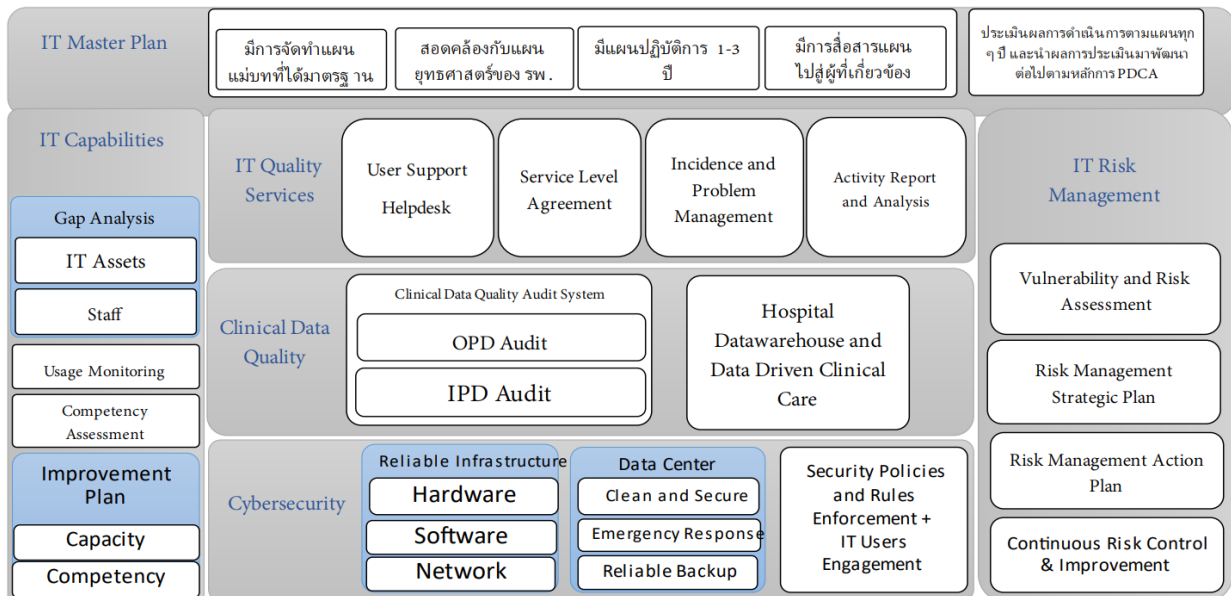 IT Master Plan
มีการจัดทำแผน
แม่บทที่ได้มาตรฐาน
สอดคล้องกับแผน
ยุทธศาสตร์ของ รพ.
มีแผนปฏิบัติการ 1-3
ปี
มีการสื่อสารแผน
ไปสู่ผู้ที่เกี่ยวข้อง
ประเมินผลการดำเนินการตามแผนทุก
ๆ ปี และนำผลการประเมินมาพัฒนา
ต่อไปตามหลักการ PDCA
IT Capabilities
Gap Analysis
IT Assets
Staff
Usage Monitoring
Competency
Assessment
Improvement
Plan
Capacity
Competency
IT Quality
Services
User Support
Helpdesk
Service Level
Agreement
Incidence and
Problem
Management
Activity Report
and Analysis
Clinical Data
Quality
Clinical Data Quality Audit System
OPD Audit
IPD Audit
Hospital
Datawarehouse and
Data Driven Clinical
Care
Cybersecurity
Reliable Infrastructure
Hardware
Software
Network
Data Center
Clean and Secure
Emergency Response
Reliable Backup
Security Policies
and Rules
Enforcement +
IT Users
Engagement
IT Risk
Management
Vulnerability and Risk
Assessment
Risk Management
Strategic Plan
Risk Management Action
Plan
Continuous Risk Control
& Improvement